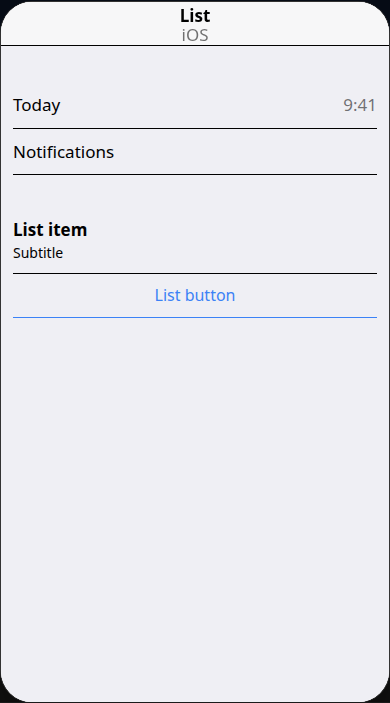 List
iOS
Today 9:41
Notifications
List item
Subtitle
List button